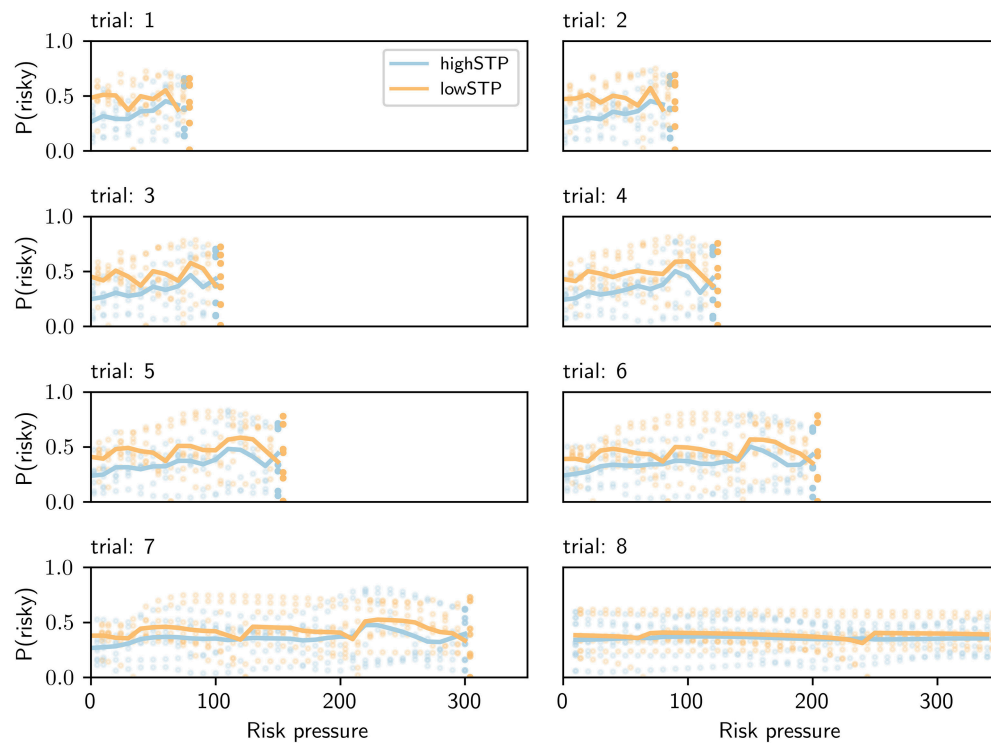 trial: 1
trial: 2
1.0
0.5
0.0
P(risky)
highSTP
lowSTP
trial: 3
trial: 4
1.0
0.5
0.0
P(risky)
trial: 5
trial: 6
1.0
0.5
0.0
P(risky)
trial: 7
trial: 8
1.0
0.5
0.0
P(risky)
0 100 200 300
0 100 200 300
Risk pressure
Risk pressure